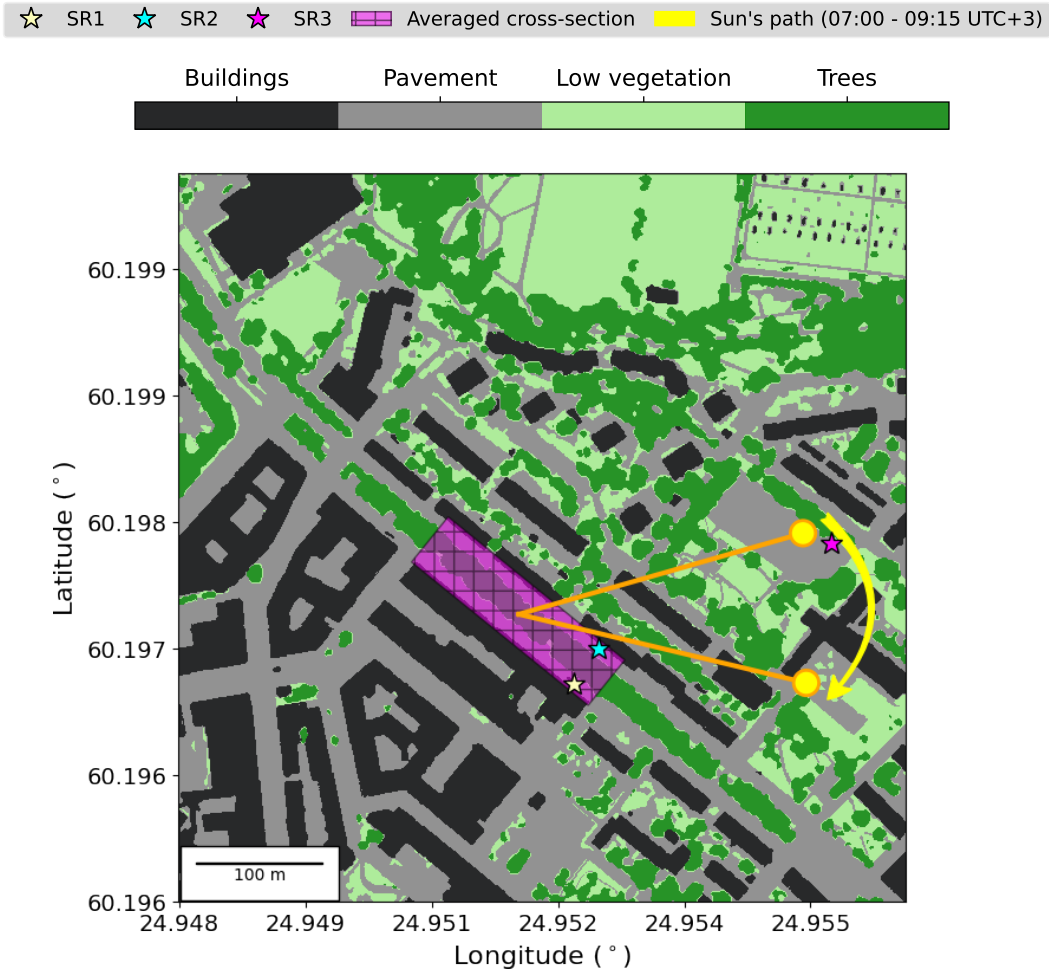 SR1 SR2 SR3 Averaged cross-section Sun's path (07:00 - 09:15 UTC+3)
Buildings Pavement Low vegetation Trees
60.199
60.199
60.198
60.197
60.196
60.196
Latitude (°)
100 m
24.948 24.949 24.951 24.952 24.954 24.955
Longitude (°)